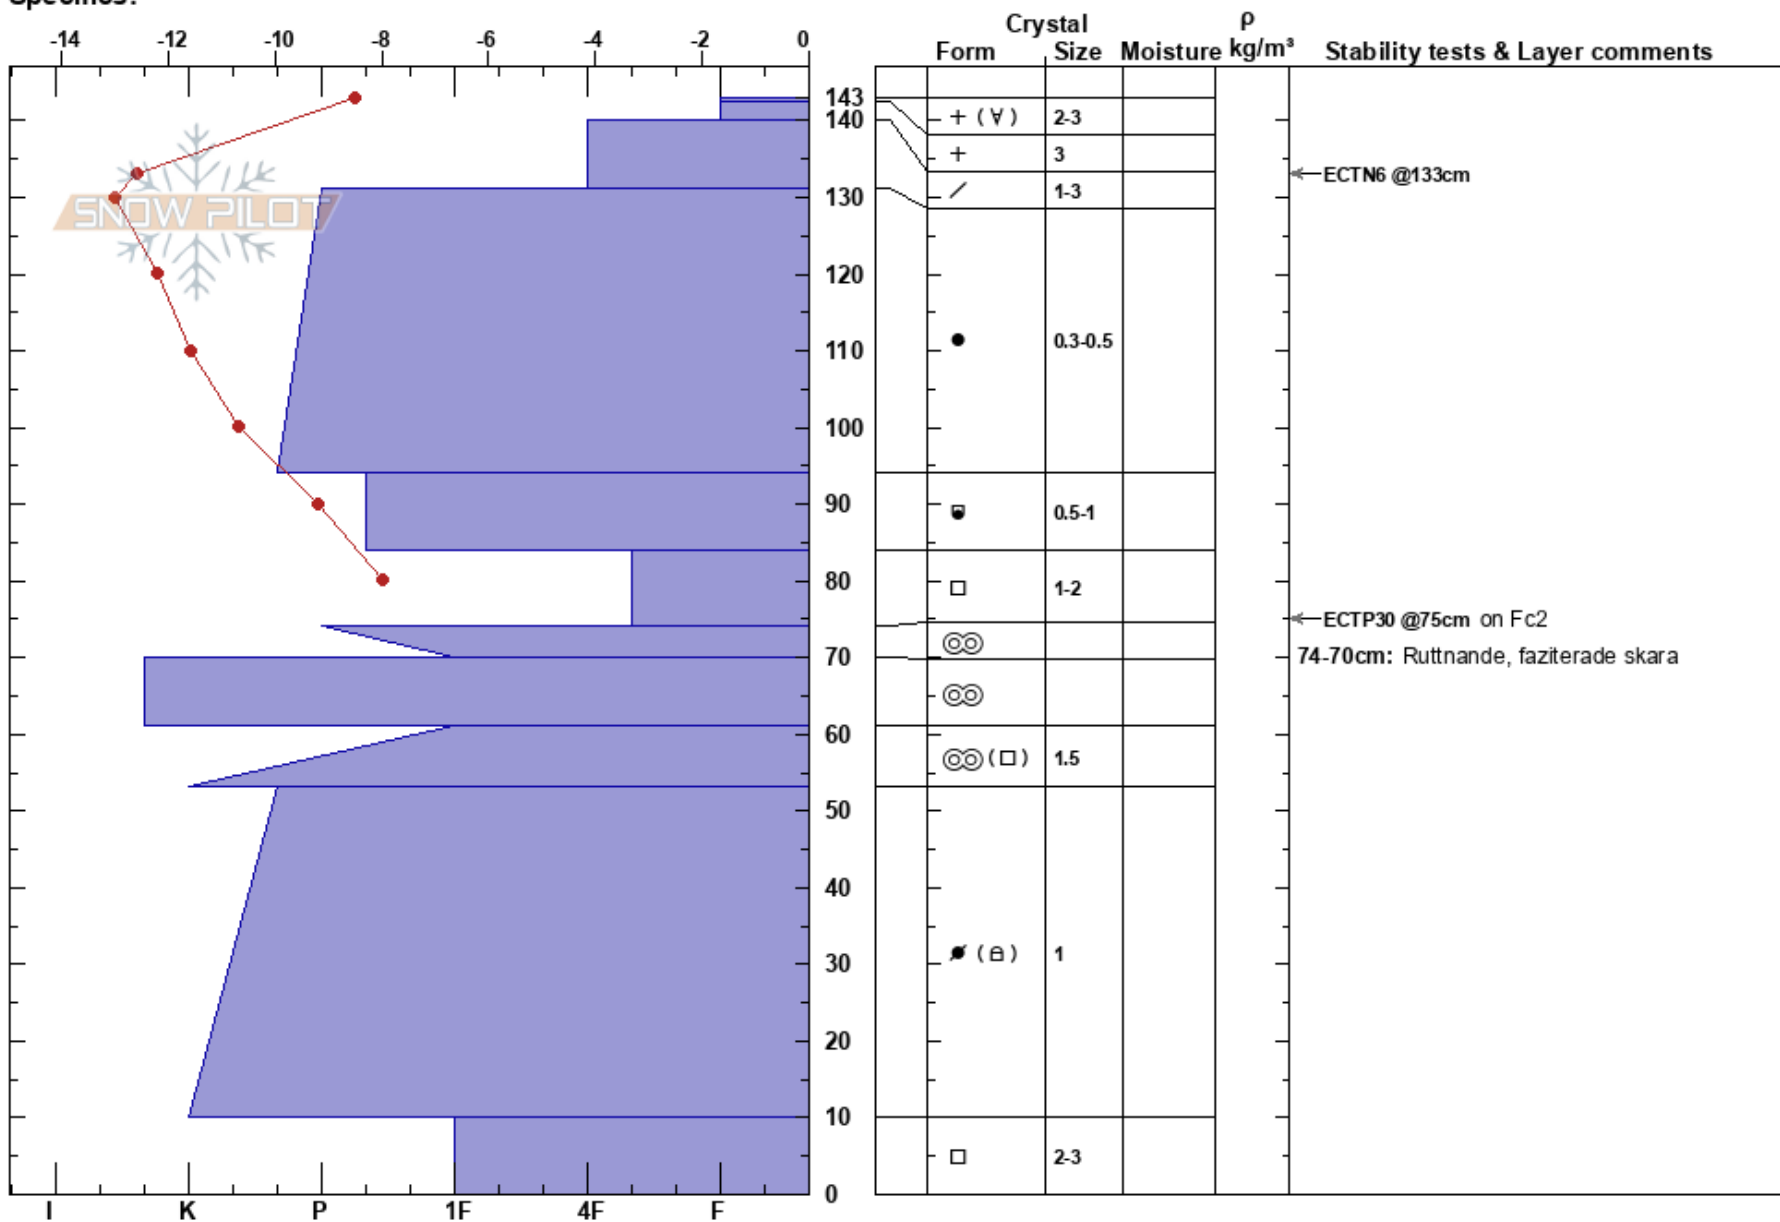 Specifics:
Crystal ρ
-14 -12 -10 -8 -6 -4 -2 0 Form Size Moisture kg/m³ Stability tests & Layer comments
143
+ (∀) 2-3
140
+ 3
ECTN6 @133cm
1-3
130
SNOW PILOT
120
110
0.3-0.5
100
90
0.5-1
80
1-2
ECTP30 @75cm on Fc2
70
74-70cm: Ruttnande, faziterade skara
60
1.5
50
40
30
1
20
10
2-3
0
I K P 1F 4F F